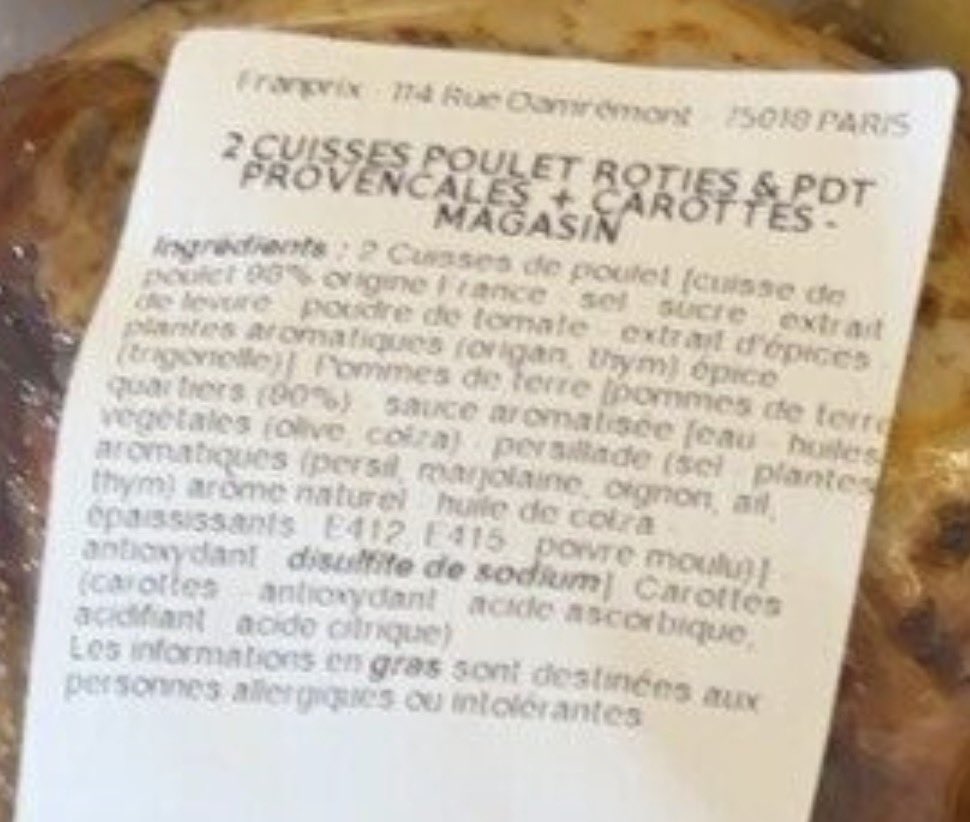 Franprix 114 Rue Damrémont 75018 PARIS
2 CUISSES POULET ROTIES & PDT
PROVENCALES + CAROTTES -
MAGASIN
Ingrédients : 2 Cuisses de poulet [cuisse de
poulet 98% origine France sel sucre extrait
de levure poudre de tomate extrait d'épices
plantes aromatiques (origan, thym) épice
(trigonelle)] Pommes de terre [pommes de terre
quartiers (90%) sauce aromatisée [eau huiles
végétales (olive, colza) persillade (sel plantes
aromatiques (persil, marjolaine, oignon, ail,
thym) arôme naturel huile de colza
épaississants E412, E415 poivre moulu)]
antioxydant disulfite de sodium] Carottes
(carottes antioxydant acide ascorbique,
acidifiant acide citrique)
Les informations en gras sont destinées aux
personnes allergiques ou intolérantes